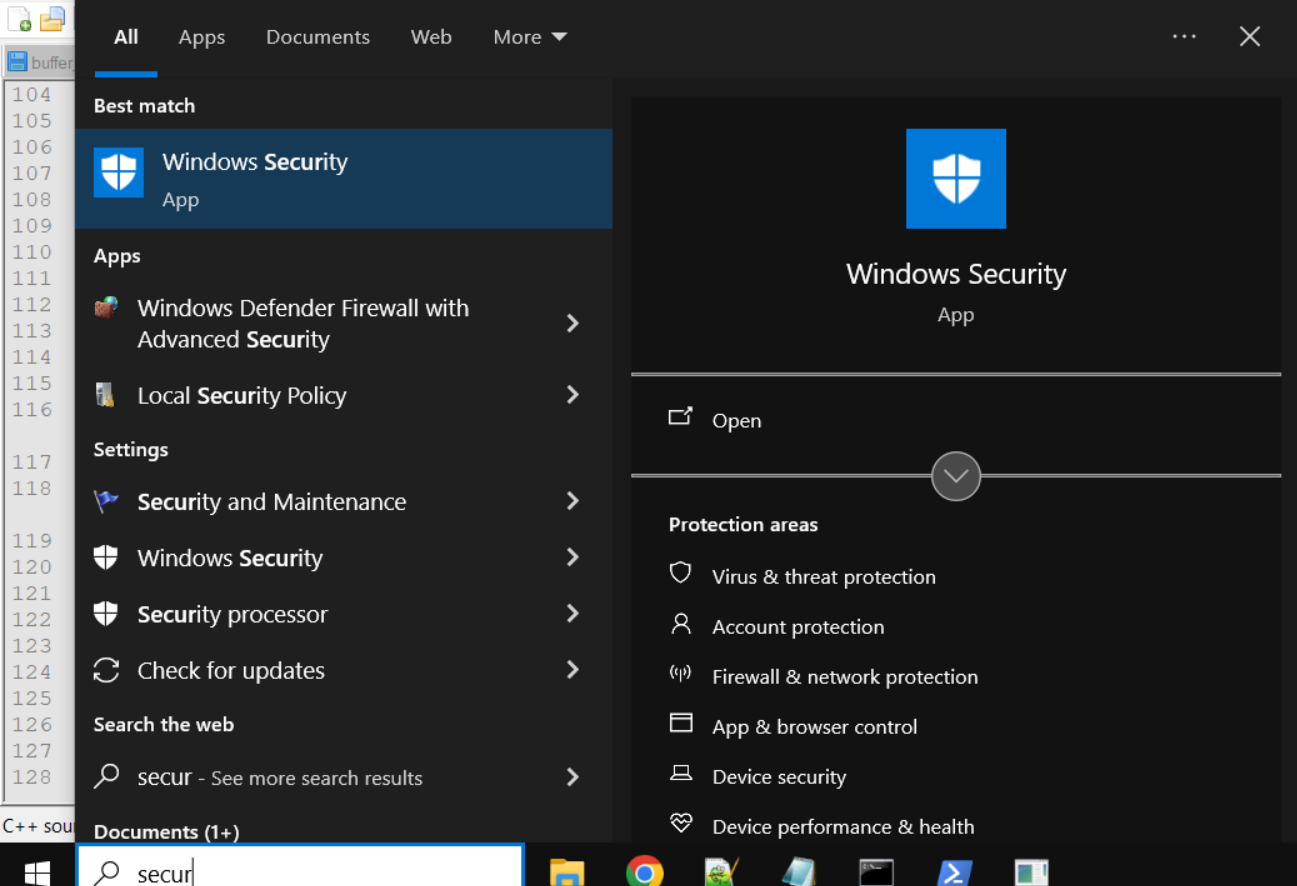 All Apps Documents Web More
buffer
Best match
Windows Security
App
Apps
Windows Defender Firewall with
Advanced Security
Local Security Policy
Settings
Security and Maintenance
Windows Security
Security processor
Check for updates
Search the web
secur - See more search results
Documents (1+)
secur
Windows Security
App
Open
Protection areas
Virus & threat protection
Account protection
Firewall & network protection
App & browser control
Device security
Device performance & health
104
105
106
107
108
109
110
111
112
113
114
115
116
117
118
119
120
121
122
123
124
125
126
127
128
C++ sour